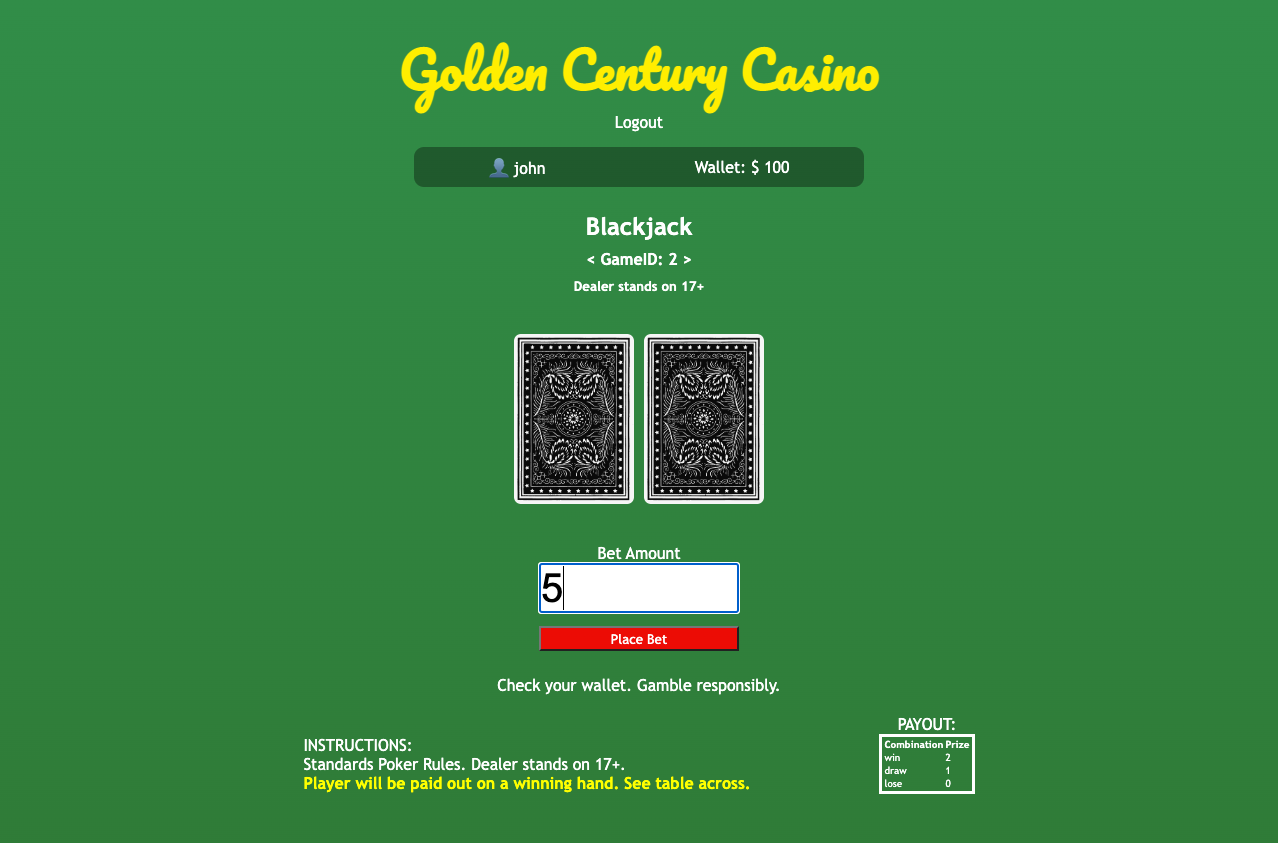 Golden Century Casino
Logout
john Wallet: $ 100
Blackjack
< GameID: 2 >
Dealer stands on 17+
Bet Amount
5
Place Bet
Check your wallet. Gamble responsibly.
INSTRUCTIONS:
Standards Poker Rules. Dealer stands on 17+.
Player will be paid out on a winning hand. See table across.
PAYOUT:
Combination Prize
win 2
draw 1
lose 0